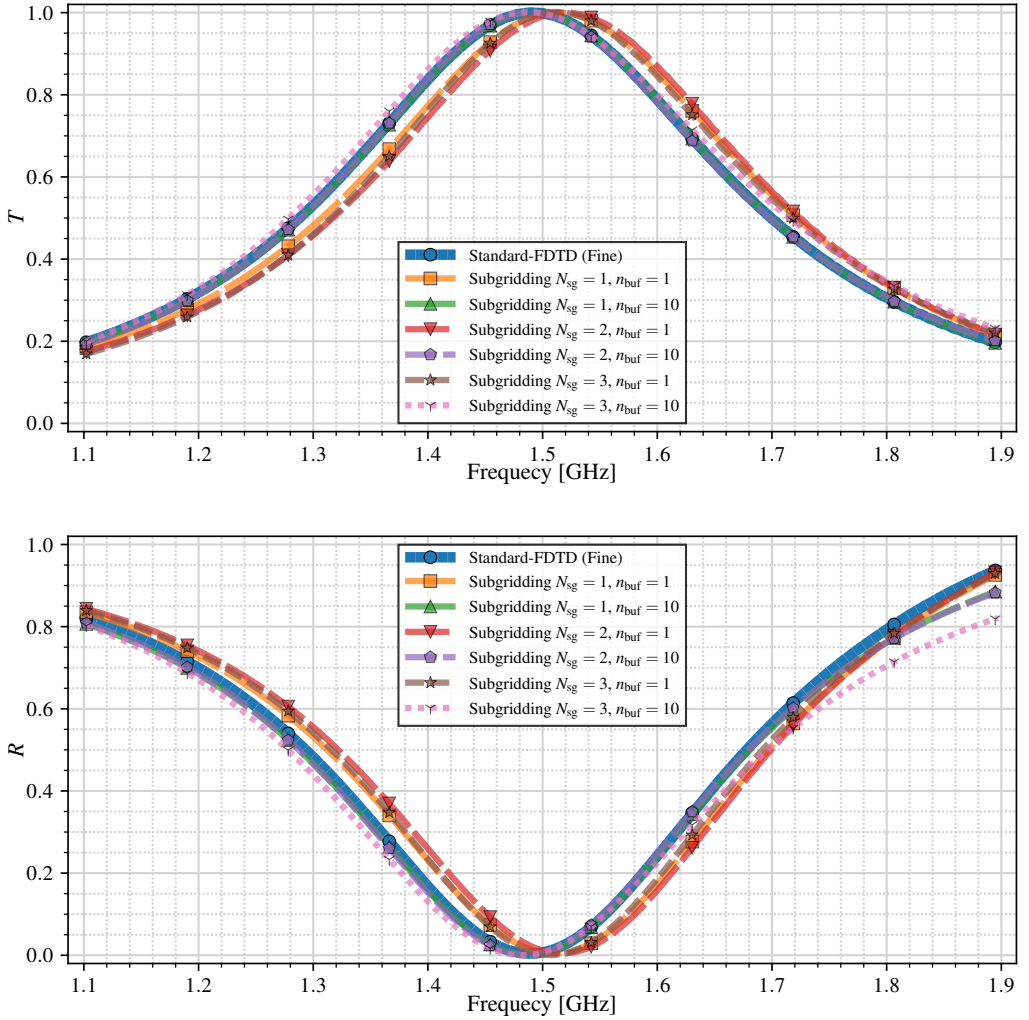 1.0
0.8
0.6
0.4
0.2
0.0
T
Standard-FDTD (Fine)
Subgridding N_sg = 1, n_buf = 1
Subgridding N_sg = 1, n_buf = 10
Subgridding N_sg = 2, n_buf = 1
Subgridding N_sg = 2, n_buf = 10
Subgridding N_sg = 3, n_buf = 1
Subgridding N_sg = 3, n_buf = 10
1.1 1.2 1.3 1.4 1.5 1.6 1.7 1.8 1.9
Frequecy [GHz]
1.0
0.8
0.6
0.4
0.2
0.0
R
Standard-FDTD (Fine)
Subgridding N_sg = 1, n_buf = 1
Subgridding N_sg = 1, n_buf = 10
Subgridding N_sg = 2, n_buf = 1
Subgridding N_sg = 2, n_buf = 10
Subgridding N_sg = 3, n_buf = 1
Subgridding N_sg = 3, n_buf = 10
1.1 1.2 1.3 1.4 1.5 1.6 1.7 1.8 1.9
Frequecy [GHz]